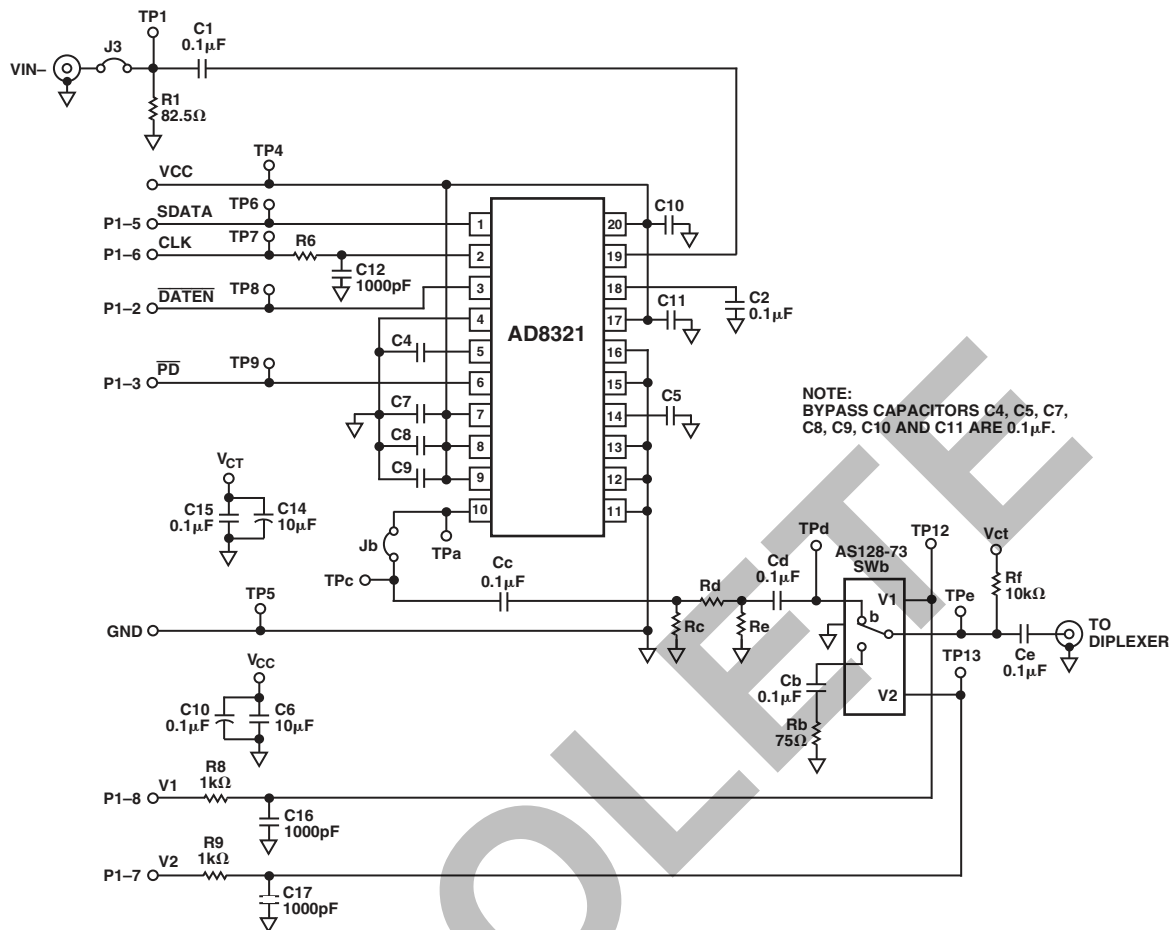 TP1
C1
0.1µF
J3
VIN–
R1
82.5Ω
TP4
VCC
TP6
SDATA
P1–5
TP7
CLK
P1–6
R6
C12
1000pF
TP8
DATEN
P1–2
TP9
PD
P1–3
C4
C7
C8
C9
1
2
3
4
5
6
7
8
9
10
AD8321
20
19
18
17
16
15
14
13
12
11
C10
C11
C2
0.1µF
C5
NOTE:
BYPASS CAPACITORS C4, C5, C7,
C8, C9, C10 AND C11 ARE 0.1µF.
VCT
C15
0.1µF
C14
10µF
Jb
TPa
TPc
Cc
0.1µF
Rd
Rc
Re
Cd
0.1µF
TPd
AS128-73
SWb
V1
b
V2
TP12
Vct
Rf
10kΩ
TPe
TP13
Ce
0.1µF
TO
DIPLEXER
Cb
0.1µF
Rb
75Ω
TP5
GND
VCC
C10
0.1µF
C6
10µF
R8
1kΩ
P1–8
V1
C16
1000pF
R9
1kΩ
P1–7
V2
C17
1000pF
OLETE